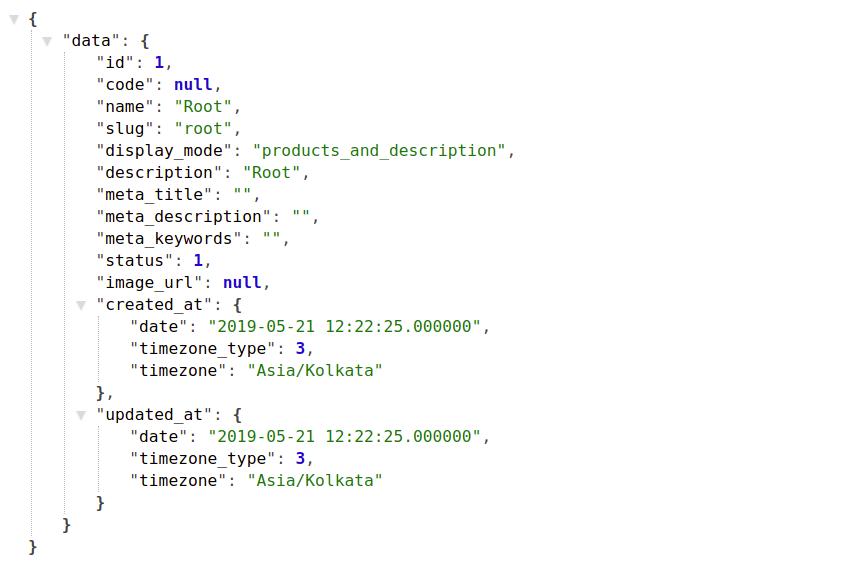 {
"data": {
"id": 1,
"code": null,
"name": "Root",
"slug": "root",
"display_mode": "products_and_description",
"description": "Root",
"meta_title": "",
"meta_description": "",
"meta_keywords": "",
"status": 1,
"image_url": null,
"created_at": {
"date": "2019-05-21 12:22:25.000000",
"timezone_type": 3,
"timezone": "Asia/Kolkata"
},
"updated_at": {
"date": "2019-05-21 12:22:25.000000",
"timezone_type": 3,
"timezone": "Asia/Kolkata"
}
}
}